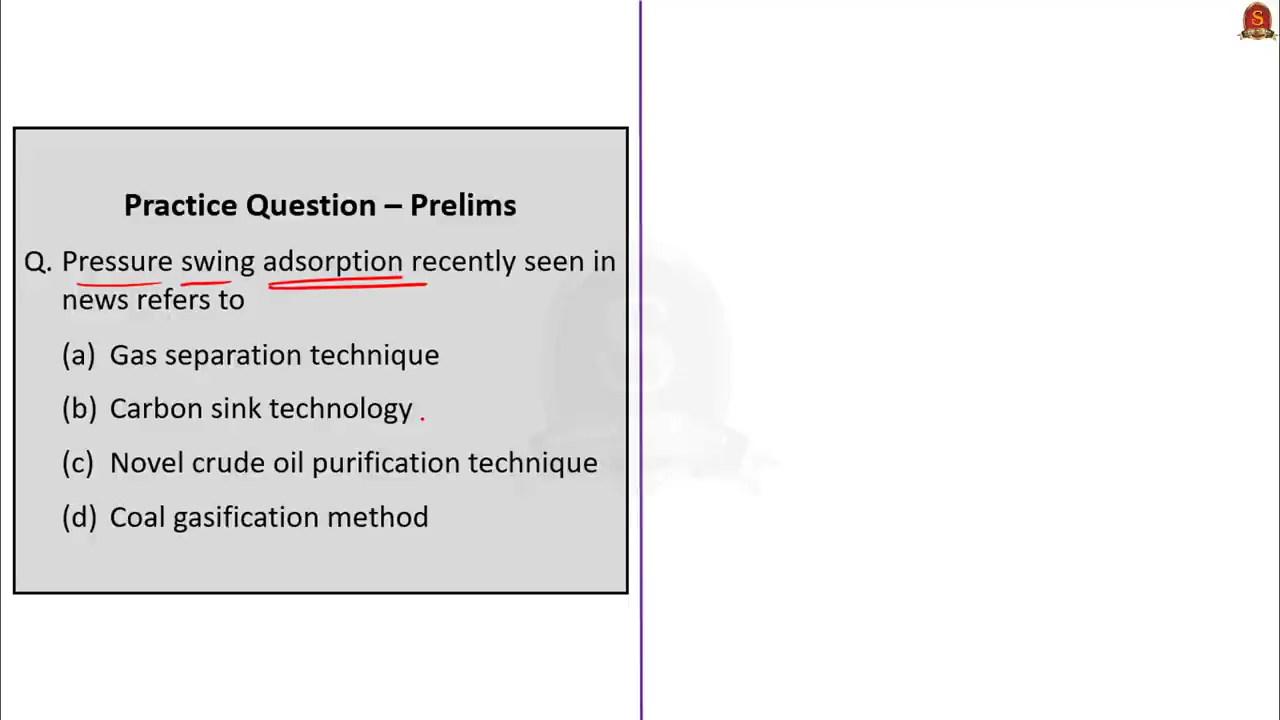 S
Practice Question – Prelims
Q. Pressure swing adsorption recently seen in
news refers to
(a) Gas separation technique
(b) Carbon sink technology
(c) Novel crude oil purification technique
(d) Coal gasification method